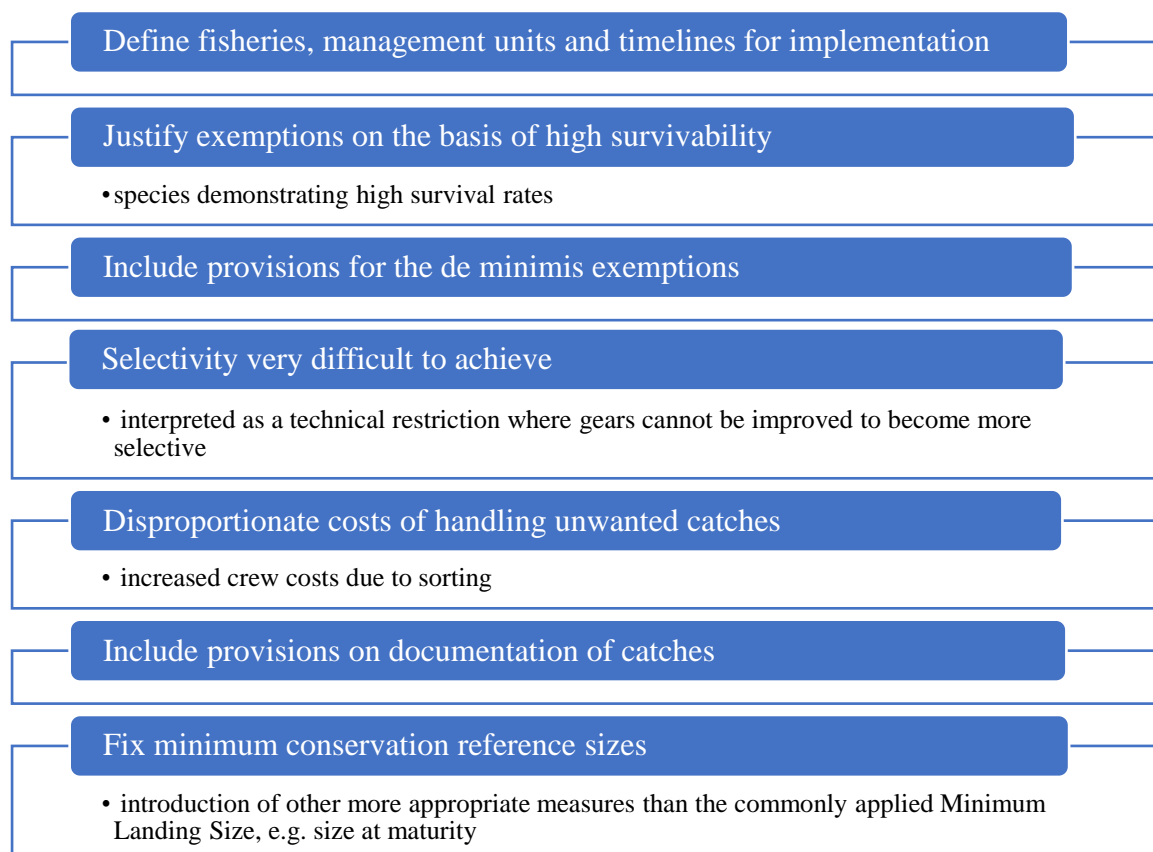 Define fisheries, management units and timelines for implementation
Justify exemptions on the basis of high survivability
•species demonstrating high survival rates
Include provisions for the de minimis exemptions
Selectivity very difficult to achieve
• interpreted as a technical restriction where gears cannot be improved to become more
selective
Disproportionate costs of handling unwanted catches
• increased crew costs due to sorting
Include provisions on documentation of catches
Fix minimum conservation reference sizes
• introduction of other more appropriate measures than the commonly applied Minimum
Landing Size, e.g. size at maturity